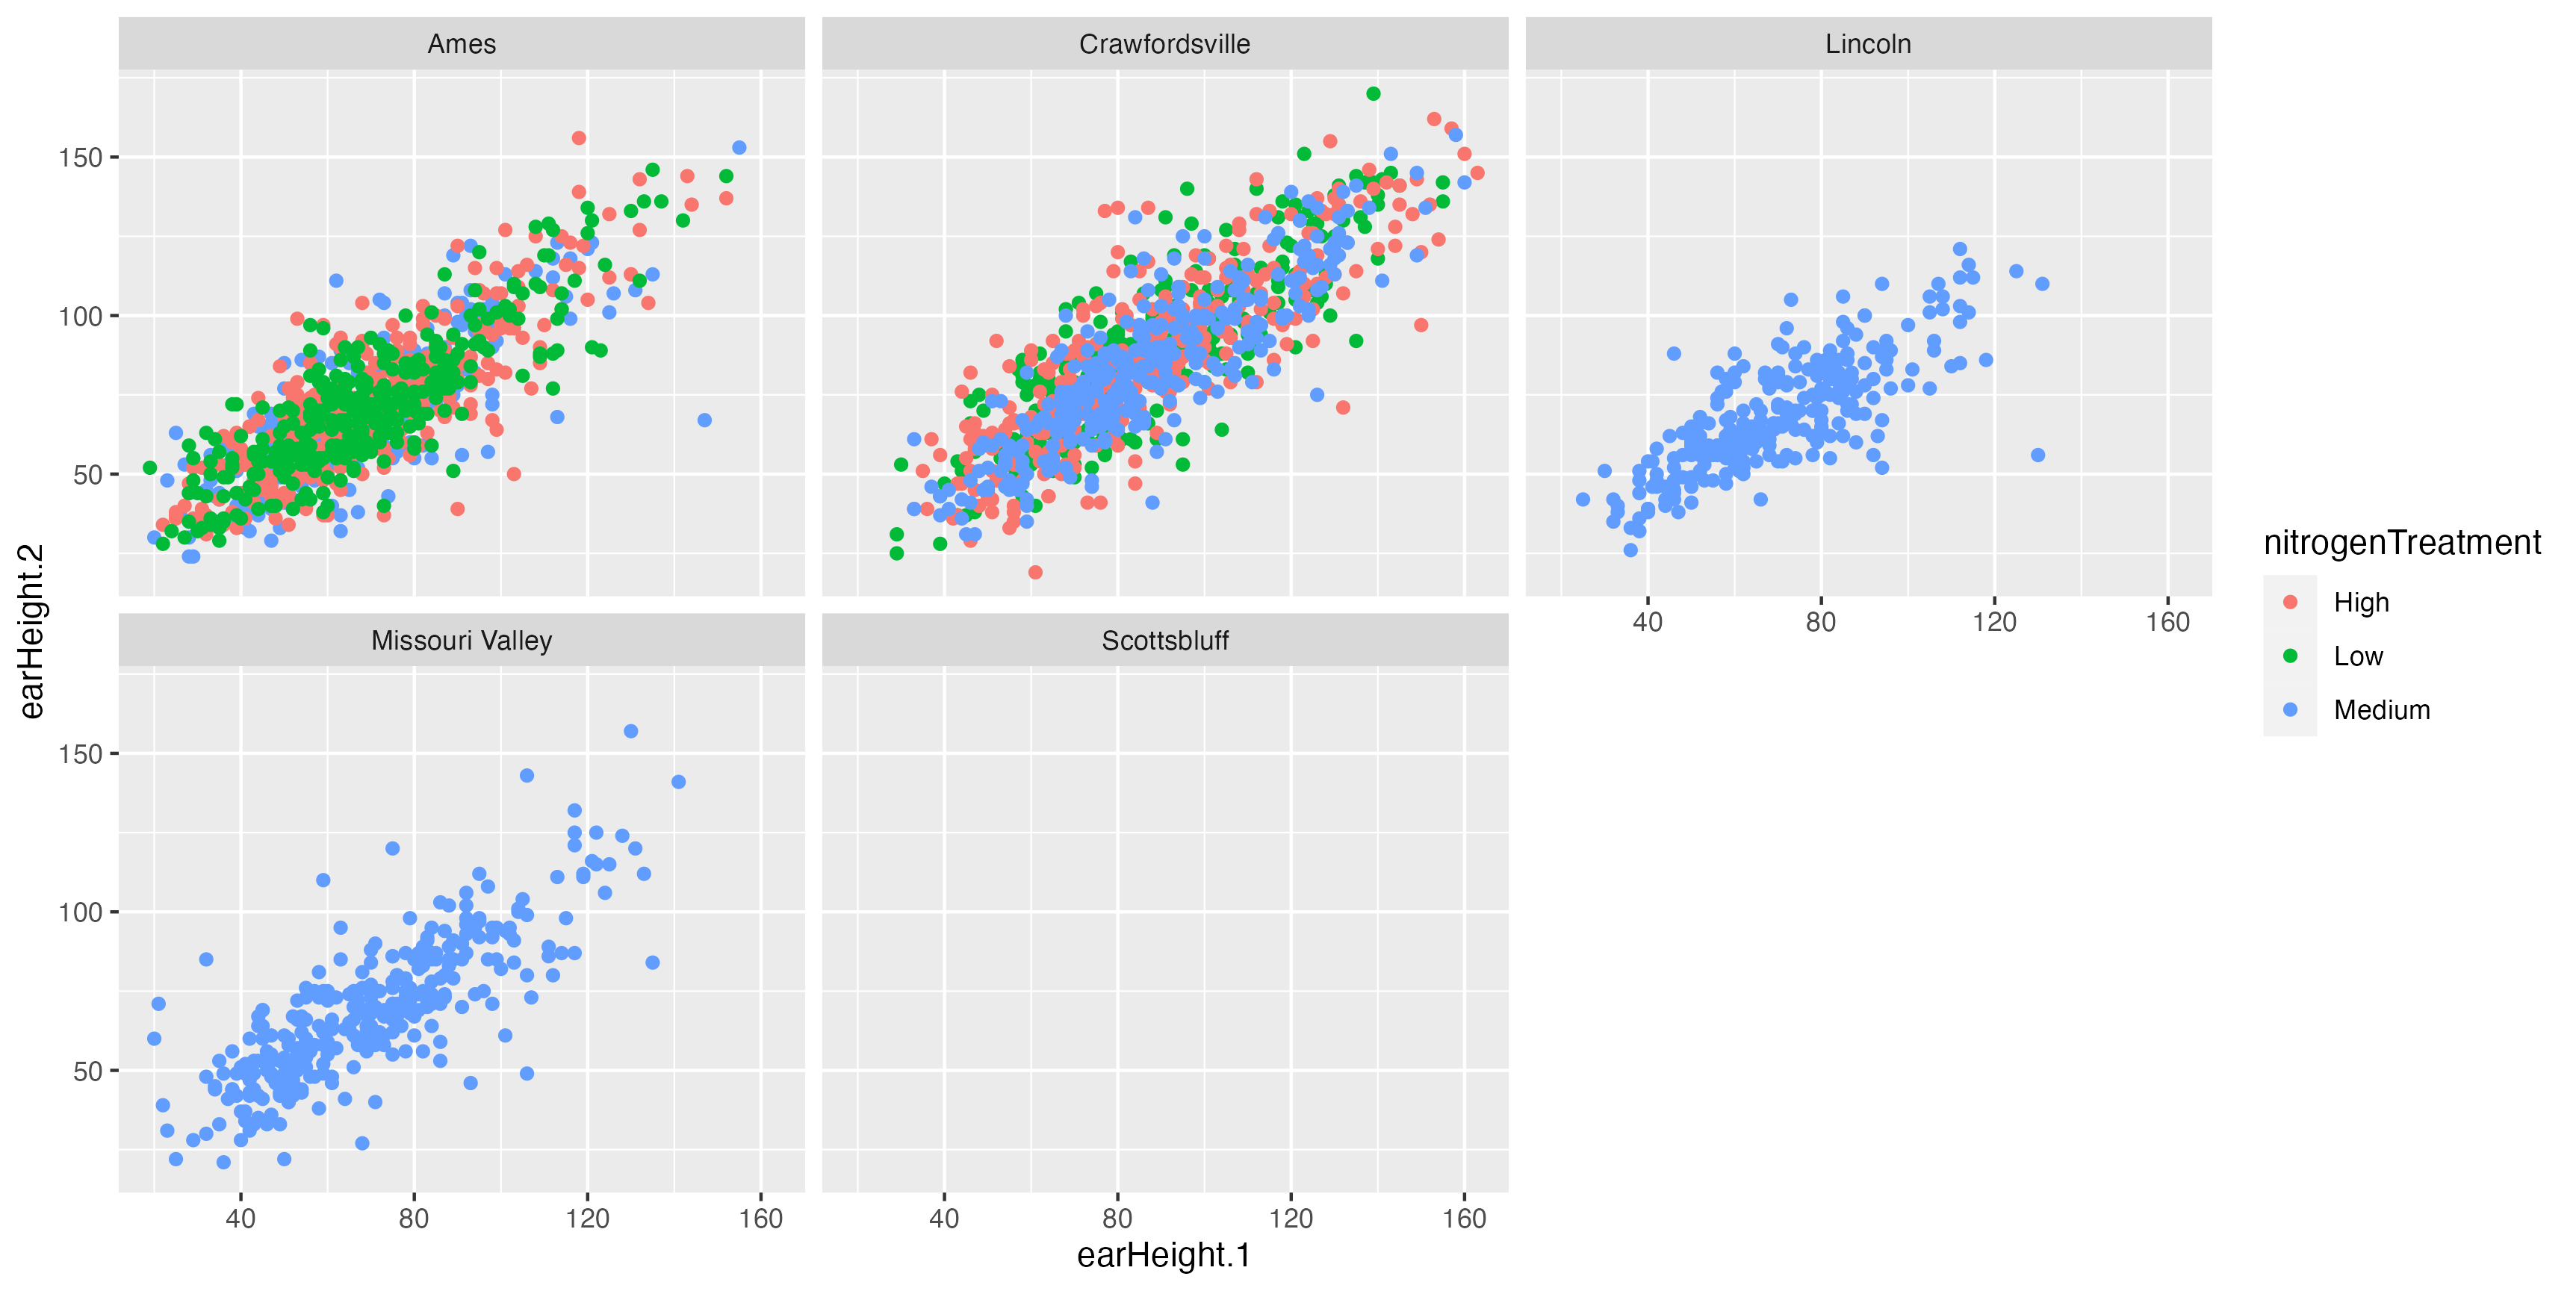 Ames
Crawfordsville
Lincoln
150
100
50
40 80 120 160
Missouri Valley
Scottsbluff
150
100
50
40 80 120 160
40 80 120 160
earHeight.1
earHeight.2
nitrogenTreatment
High
Low
Medium